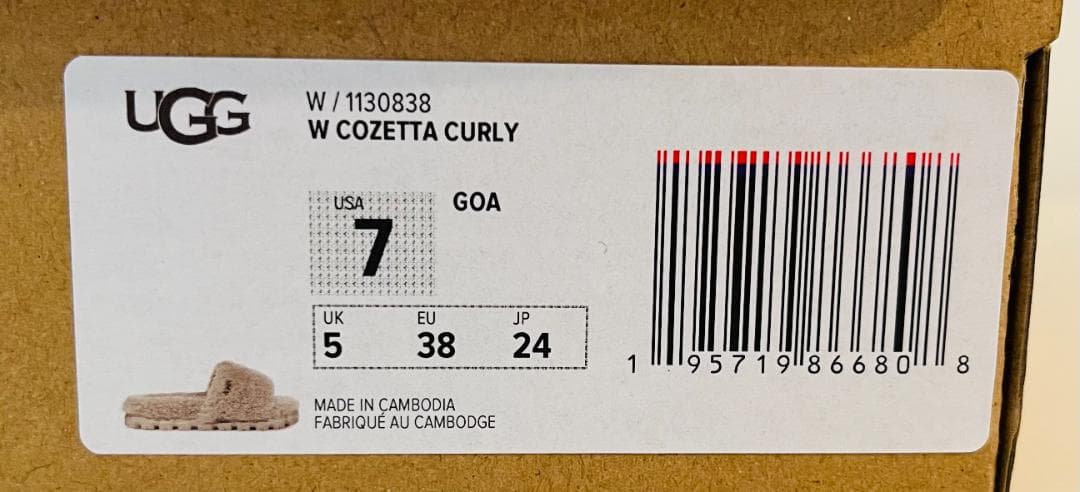 UGG
W / 1130838
W COZETTA CURLY
USA
7
GOA
UK EU JP
5 38 24
MADE IN CAMBODIA
FABRIQUÉ AU CAMBODGE
1 95719 86680 8